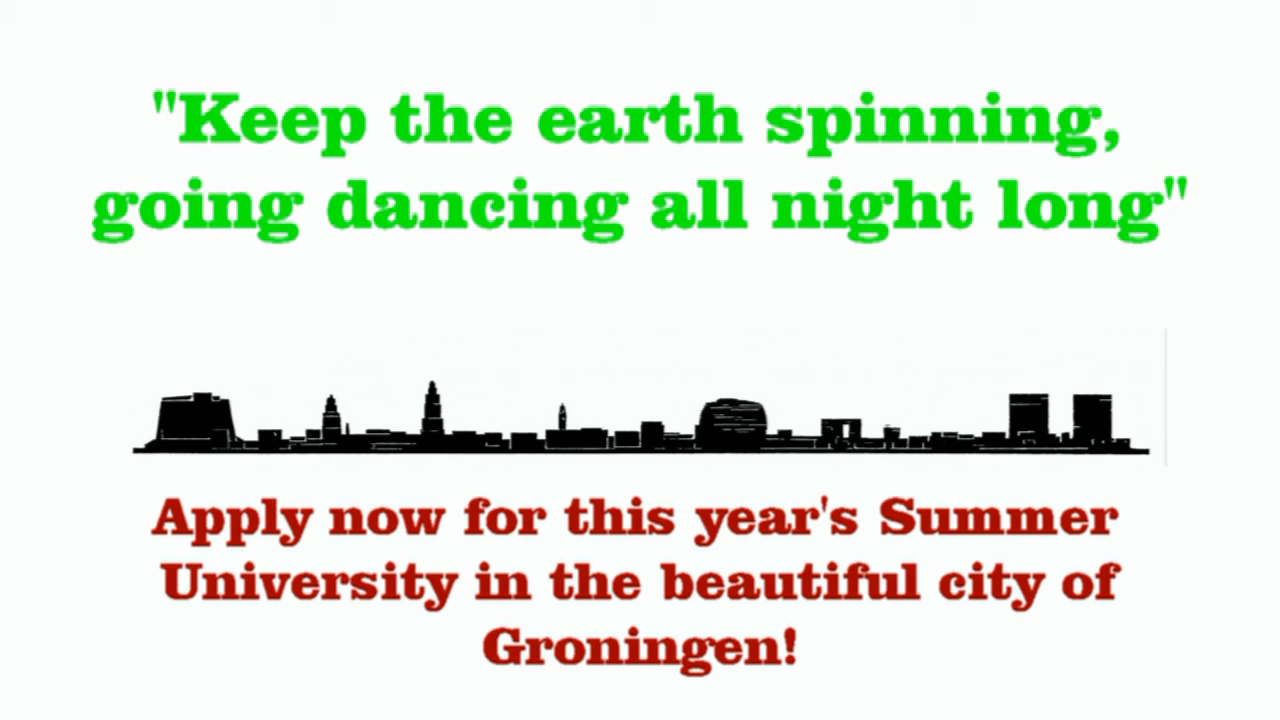 "Keep the earth spinning,
going dancing all night long"
Apply now for this year's Summer
University in the beautiful city of
Groningen!